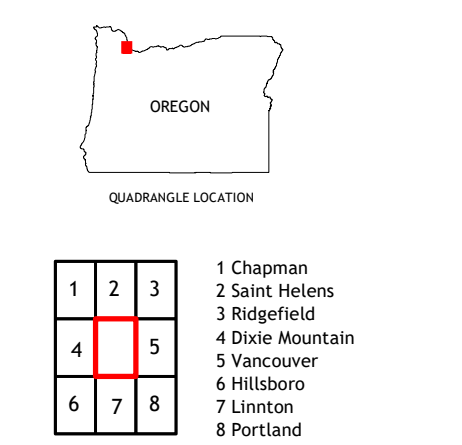 OREGON
QUADRANGLE LOCATION
1 2 3
4 5
6 7 8
1 Chapman
2 Saint Helens
3 Ridgefield
4 Dixie Mountain
5 Vancouver
6 Hillsboro
7 Linnton
8 Portland